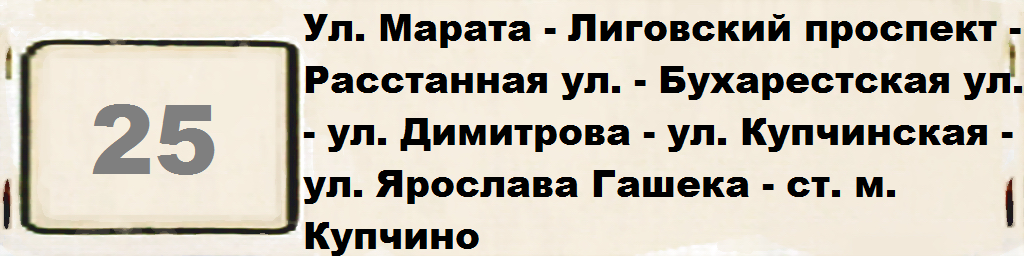 25
Ул. Марата - Лиговский проспект -
Расстанная ул. - Бухарестская ул.
- ул. Димитрова - ул. Купчинская -
ул. Ярослава Гашека - ст. м.
Купчино